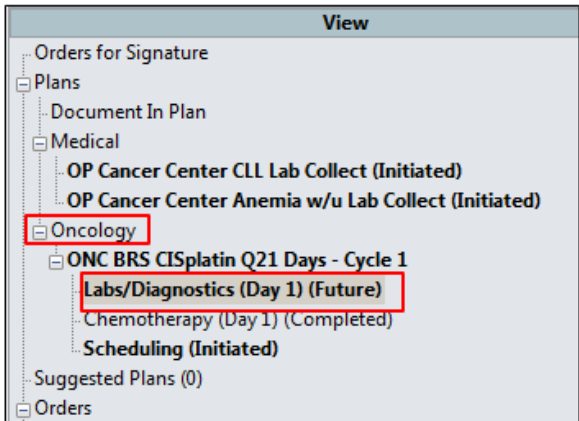 View
Orders for Signature
Plans
Document In Plan
Medical
OP Cancer Center CLL Lab Collect (Initiated)
OP Cancer Center Anemia w/u Lab Collect (Initiated)
Oncology
ONC BRS CISplatin Q21 Days - Cycle 1
Labs/Diagnostics (Day 1) (Future)
Chemotherapy (Day 1) (Completed)
Scheduling (Initiated)
Suggested Plans (0)
Orders